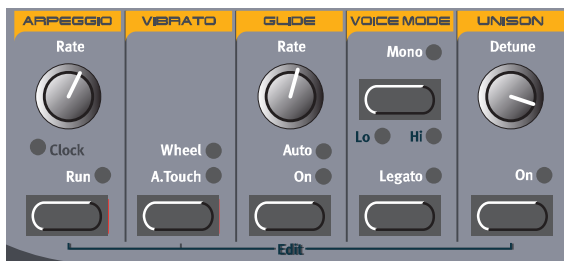 ARPEGGIO VIBRATO GLIDE VOICE MODE UNISON
Rate Rate Mono Detune
Clock Lo Hi
Wheel Auto
Run A.Touch On Legato On
Edit